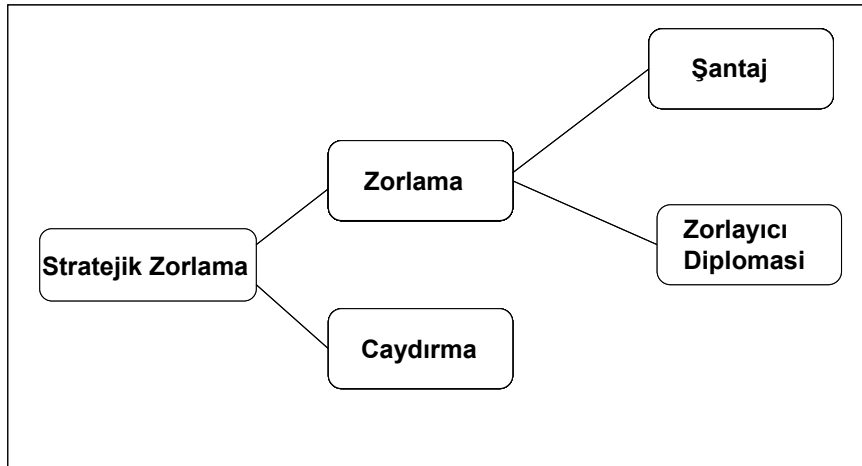 Şantaj
Zorlama
Zorlayıcı
Diplomasi
Stratejik Zorlama
Caydırma